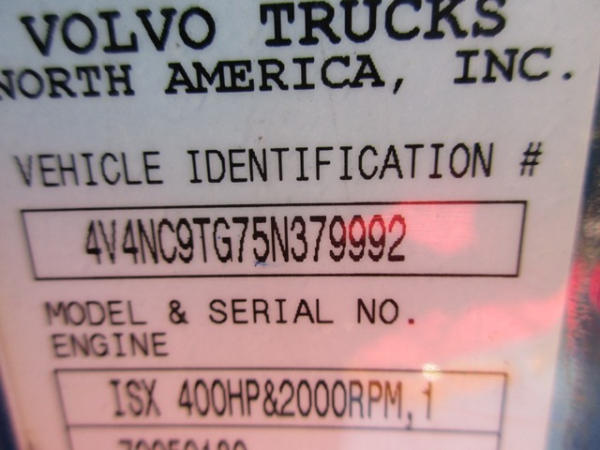 VOLVO TRUCKS
NORTH AMERICA, INC.
VEHICLE IDENTIFICATION #
4V4NC9TG75N379992
MODEL & SERIAL NO.
ENGINE
ISX 400HP&2000RPM,1